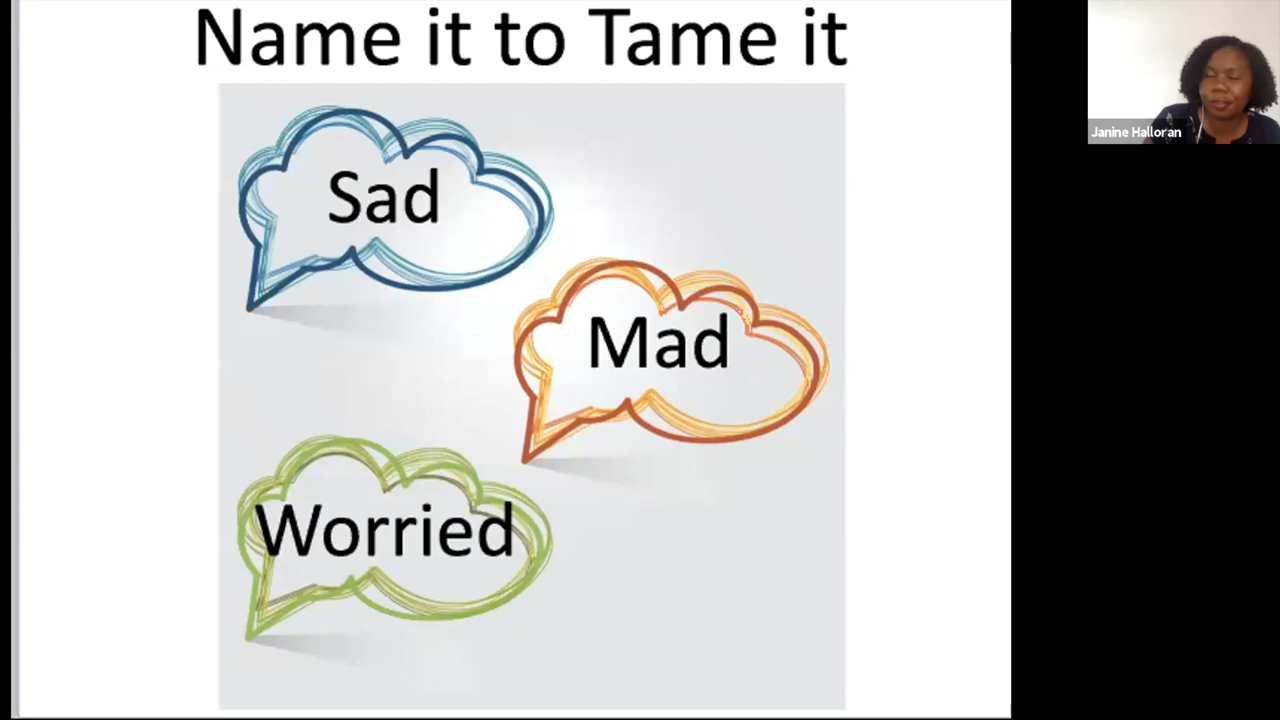 Name it to Tame it
Sad
Mad
Worried
Janine Halloran